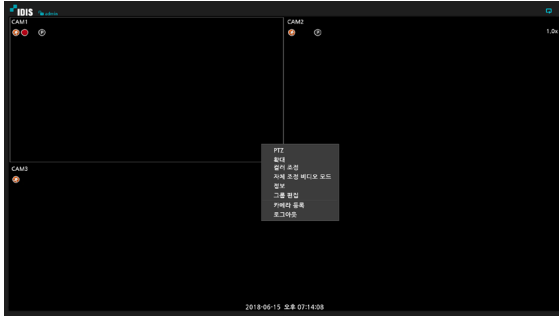 IDIS admin
CAM1
CAM2
P
P
1.0x
PTZ
확대
컬러 조정
자체 조정 비디오 모드
정보
그룹 편집
카메라 등록
로그아웃
CAM3
2018-06-15 오후 07:14:08